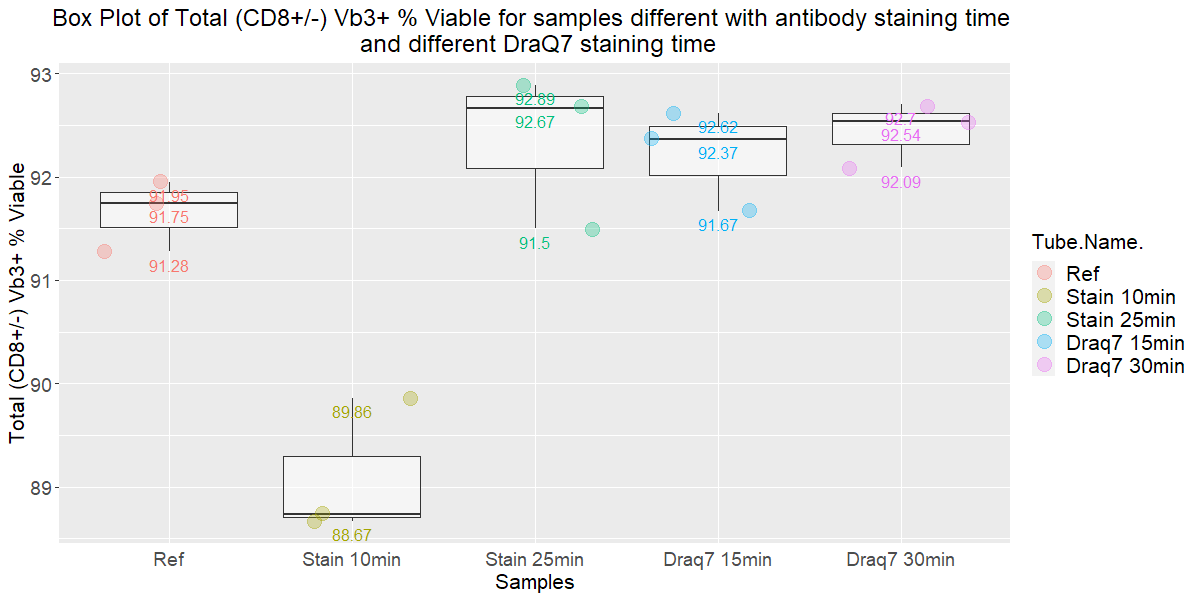 Box Plot of Total (CD8+/-) Vb3+ % Viable for samples different with antibody staining time
and different DraQ7 staining time
Total (CD8+/-) Vb3+ % Viable
93
92
91
90
89
91.95
91.75
91.28
89.86
88.67
92.89
92.67
91.5
92.62
92.37
91.67
92.7
92.54
92.09
Ref
Stain 10min
Stain 25min
Draq7 15min
Draq7 30min
Samples
Tube.Name.
Ref
Stain 10min
Stain 25min
Draq7 15min
Draq7 30min